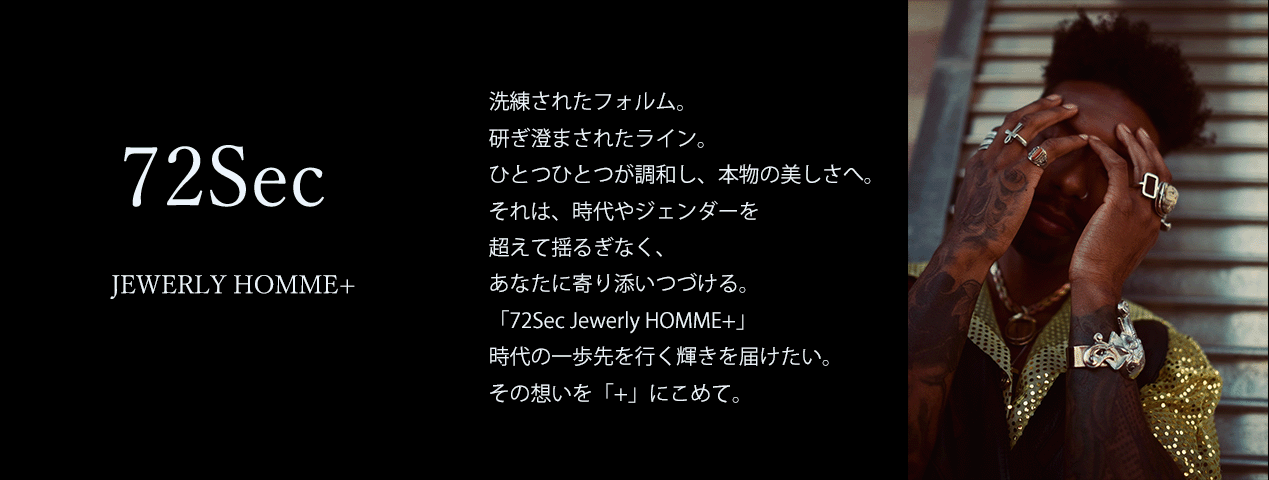 72Sec
JEWERLY HOMME+
洗練されたフォルム。
研ぎ澄まされたライン。
ひとつひとつが調和し、本物の美しさへ。
それは、時代やジェンダーを
超えて揺るぎなく、
あなたに寄り添いつづける。
「72Sec Jewerly HOMME+」
時代の一歩先を行く輝きを届けたい。
その想いを「+」にこめて。